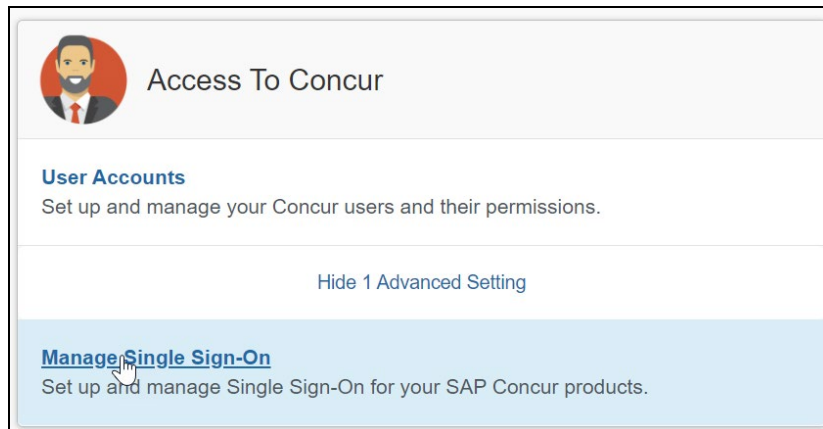 Access To Concur
User Accounts
Set up and manage your Concur users and their permissions.
Hide 1 Advanced Setting
Manage Single Sign-On
Set up and manage Single Sign-On for your SAP Concur products.